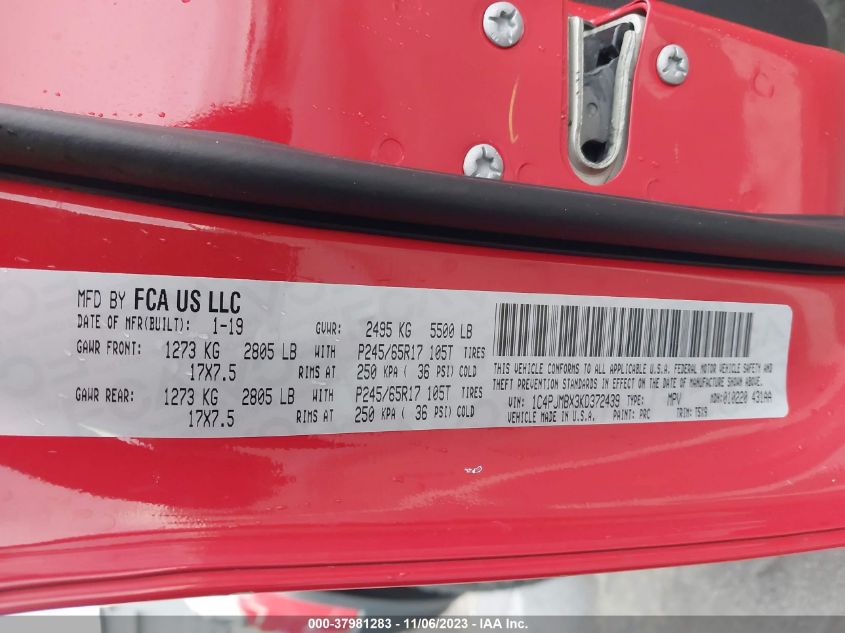 MFD BY FCA US LLC
DATE OF MFR(BUILT): 1-19 GVWR: 2495 KG 5500 LB
GAWR FRONT: 1273 KG 2805 LB WITH P245/65R17 105T TIRES
17X7.5 RIMS AT 250 KPA ( 36 PSI) COLD
GAWR REAR: 1273 KG 2805 LB WITH P245/65R17 105T TIRES
17X7.5 RIMS AT 250 KPA ( 36 PSI) COLD
THIS VEHICLE CONFORMS TO ALL APPLICABLE U.S.A. FEDERAL MOTOR VEHICLE SAFETY AND
THEFT PREVENTION STANDARDS IN EFFECT ON THE DATE OF MANUFACTURE SHOWN ABOVE.
VIN: 1C4PJMBX3KD372439 TYPE: MPV MDH: 010220 431AA
VEHICLE MADE IN U.S.A. PAINT: PRC TRIM: TSX9
000-37981283 - 11/06/2023 - IAA Inc.